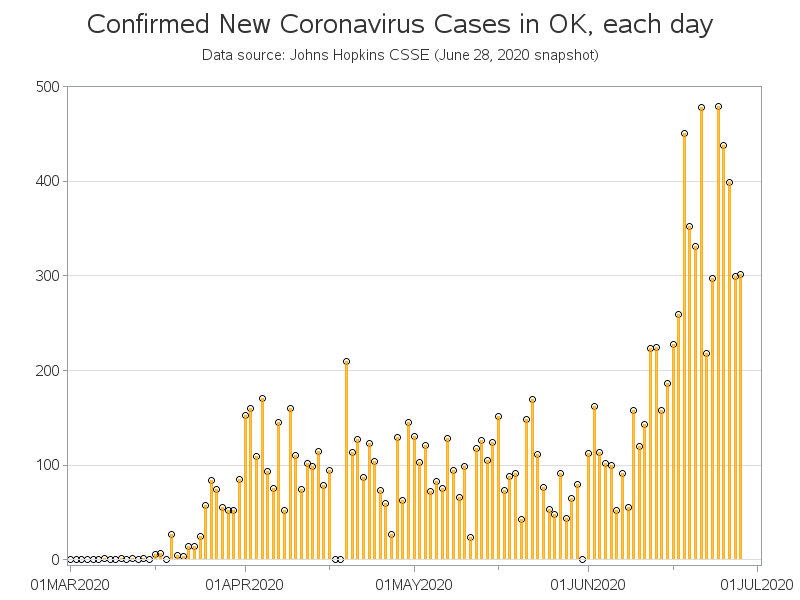 Confirmed New Coronavirus Cases in OK, each day
Data source: Johns Hopkins CSSE (June 28, 2020 snapshot)
500
400
300
200
100
0
01MAR2020 01APR2020 01MAY2020 01JUN2020 01JUL2020